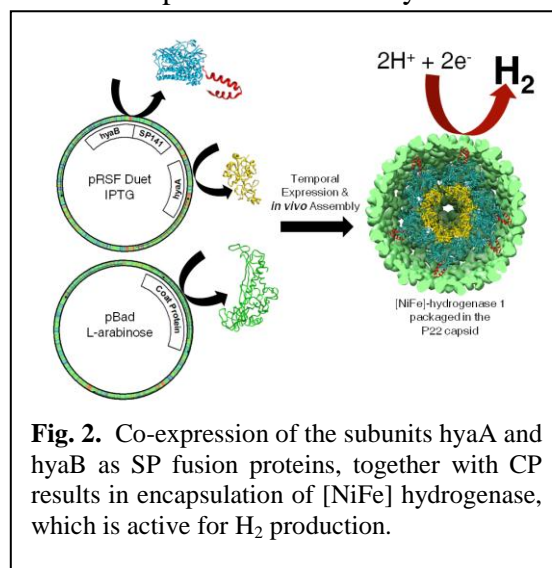 2H+ + 2e- H2
hyaB SP141
hyaA
pRSF Duet
IPTG
Temporal
Expression &
in vivo Assembly
Coat Protein
pBad
L-arabinose
[NiFe]-hydrogenase 1
packaged in the
P22 capsid
Fig. 2. Co-expression of the subunits hyaA and
hyaB as SP fusion proteins, together with CP
results in encapsulation of [NiFe] hydrogenase,
which is active for H2 production.